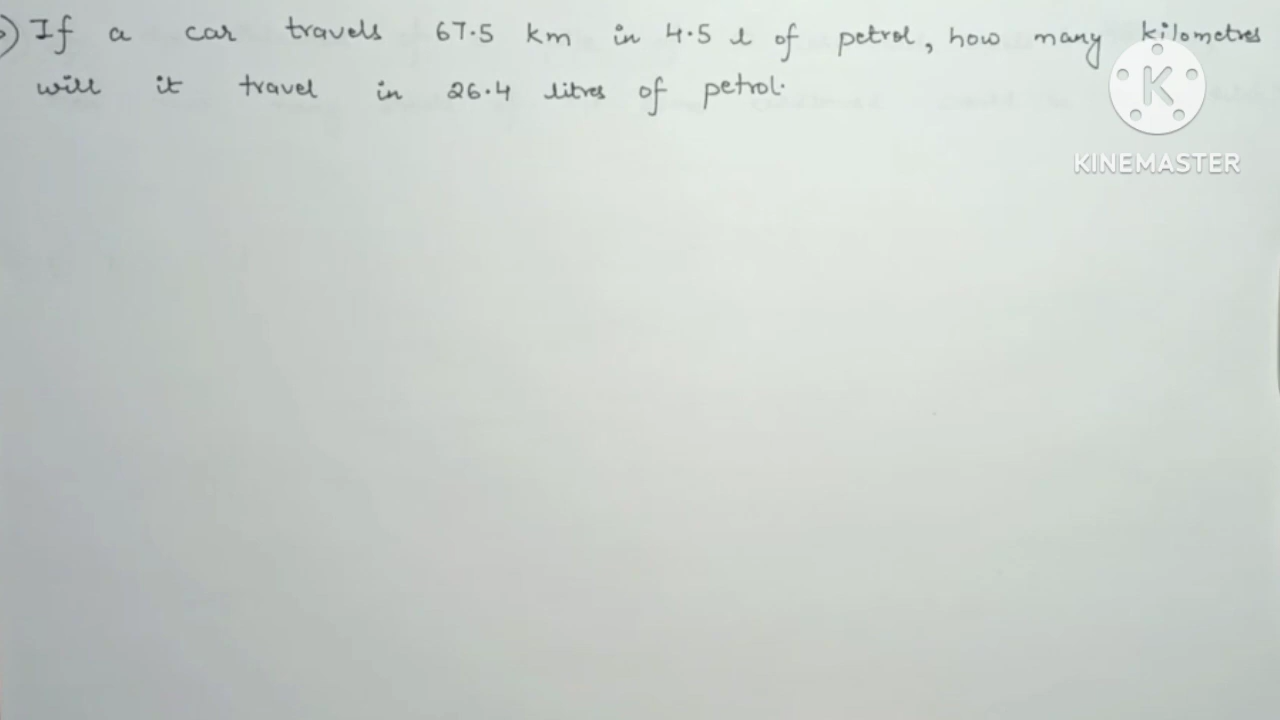 If a car travels 67.5 km in 4.5 l of petrol, how many kilometres
will it travel in 26.4 litres of petrol.
K
KINEMASTER